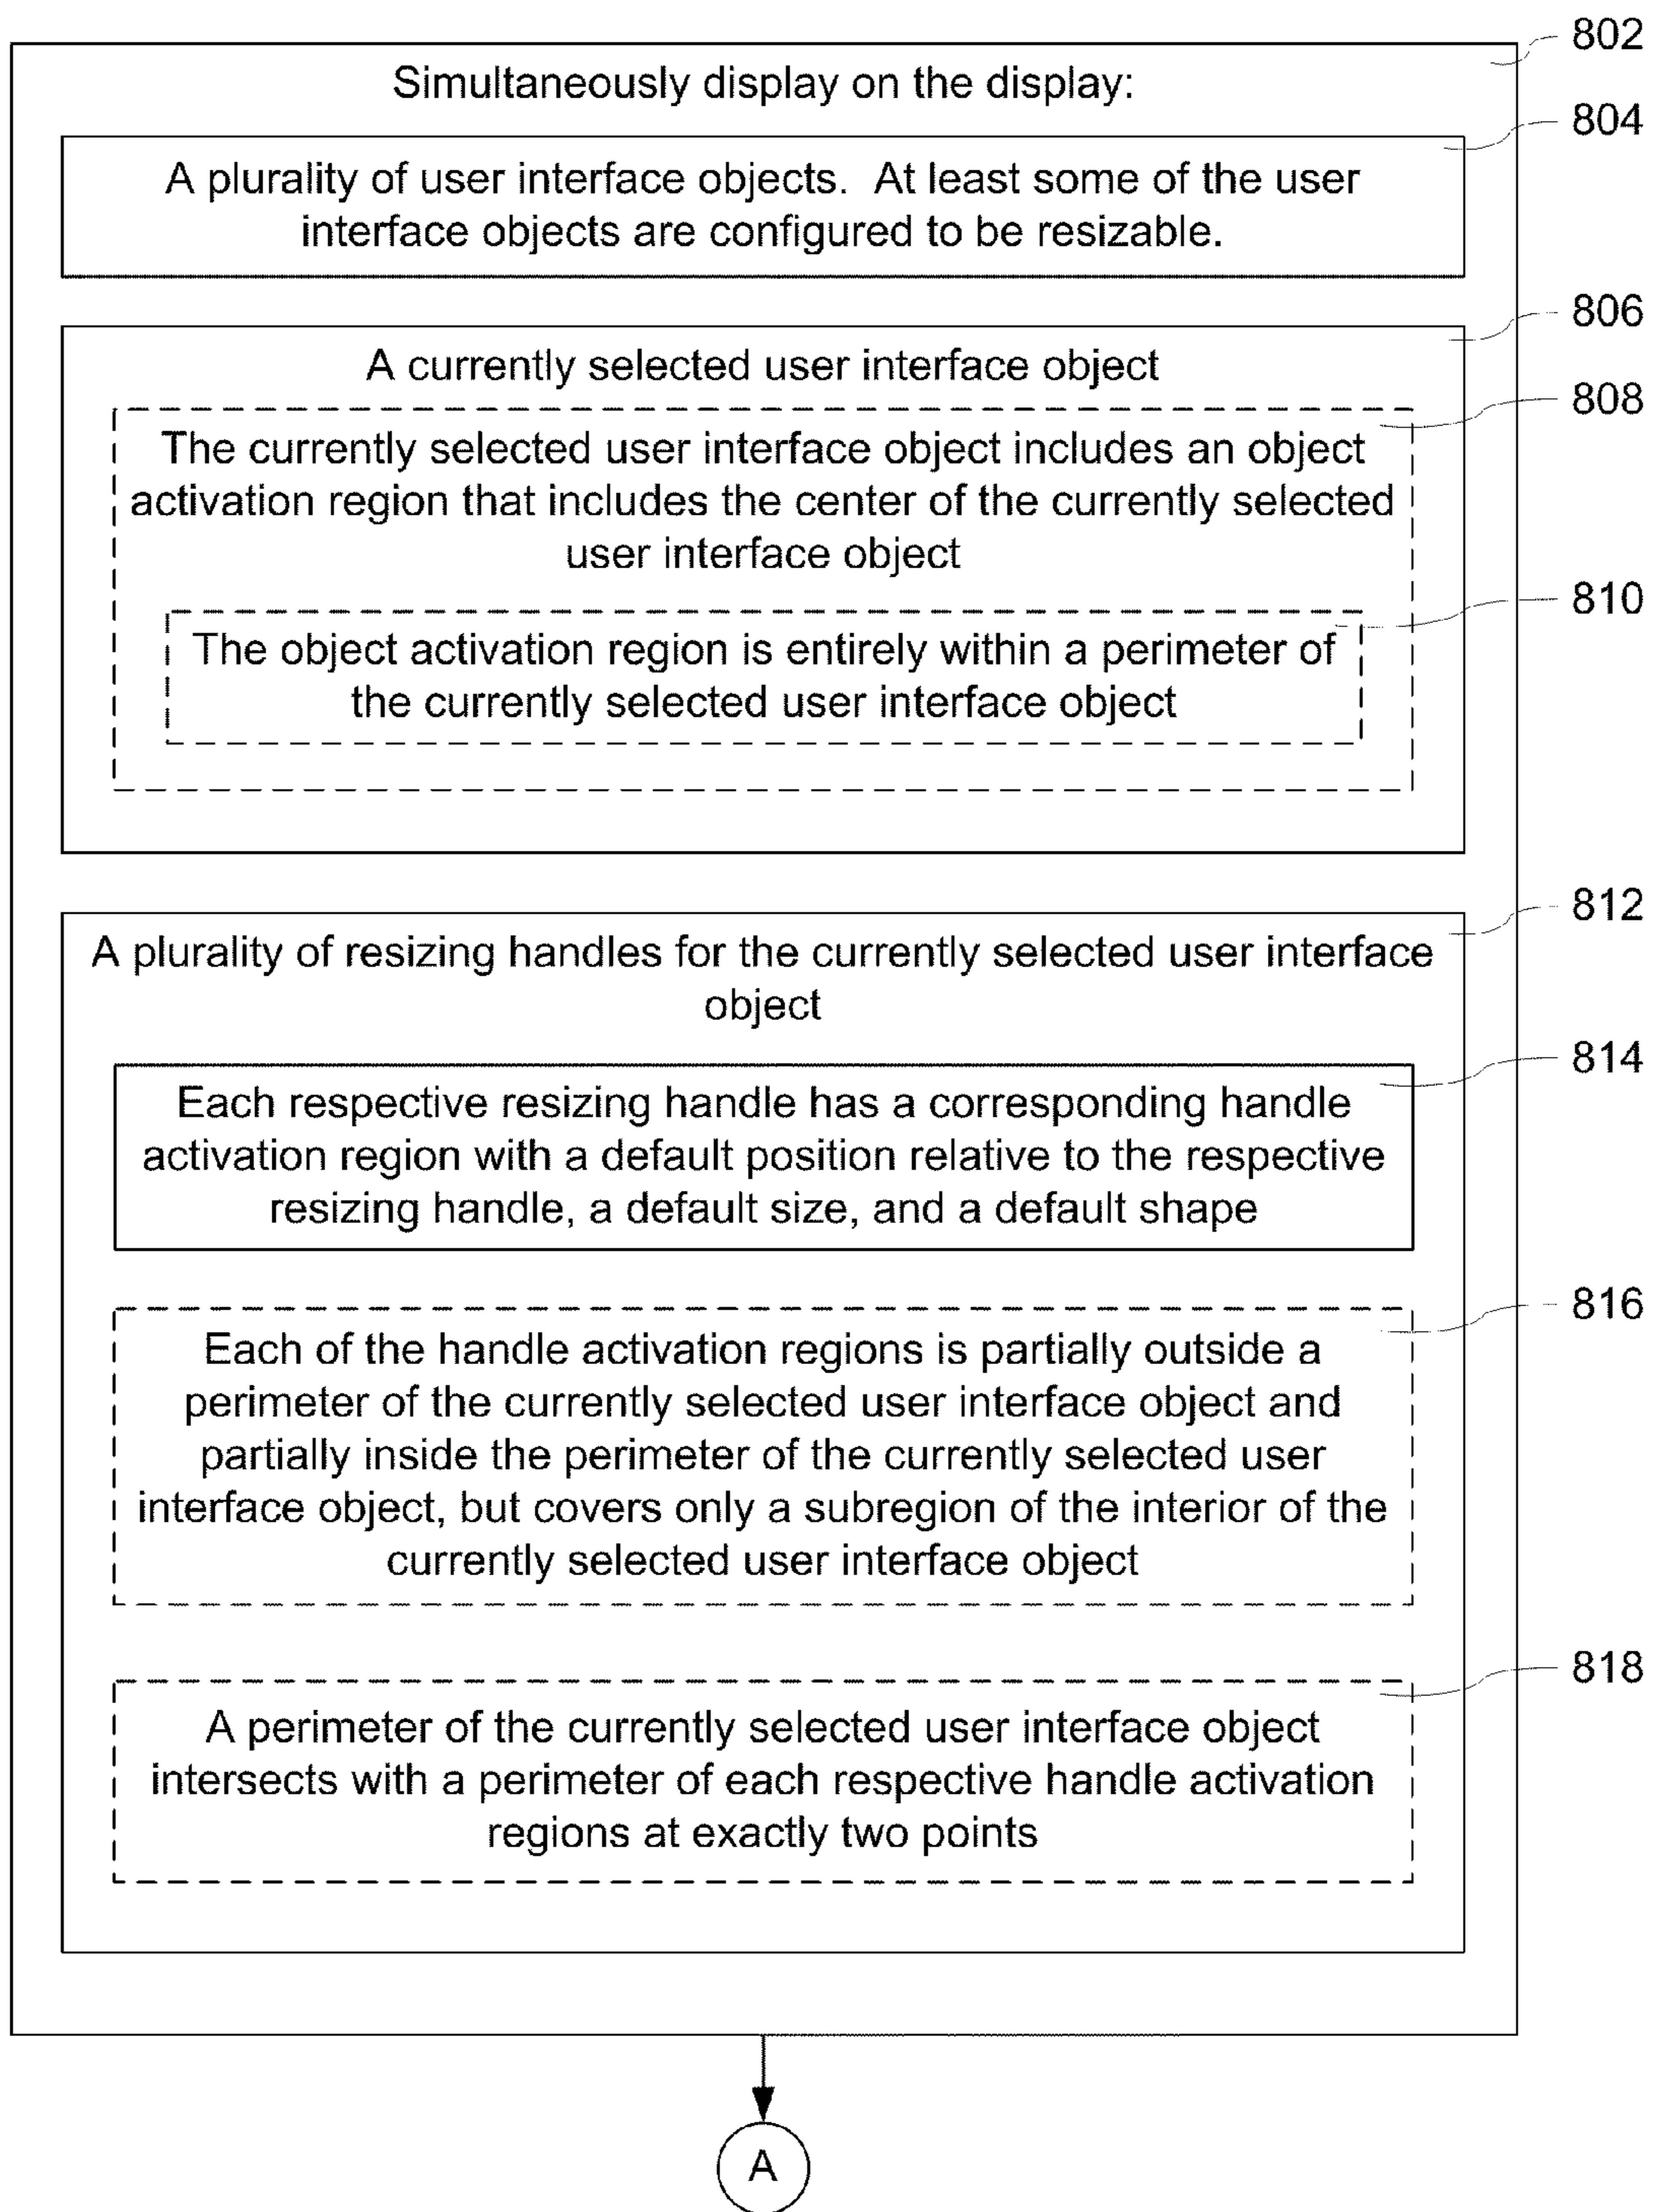 802
Simultaneously display on the display:
804
A plurality of user interface objects.  At least some of the user
interface objects are configured to be resizable.
806
A currently selected user interface object
808
The currently selected user interface object includes an object
activation region that includes the center of the currently selected
user interface object
810
The object activation region is entirely within a perimeter of
the currently selected user interface object
812
A plurality of resizing handles for the currently selected user interface
object
814
Each respective resizing handle has a corresponding handle
activation region with a default position relative to the respective
resizing handle, a default size, and a default shape
816
Each of the handle activation regions is partially outside a
perimeter of the currently selected user interface object and
partially inside the perimeter of the currently selected user
interface object, but covers only a subregion of the interior of the
currently selected user interface object
818
A perimeter of the currently selected user interface object
intersects with a perimeter of each respective handle activation
regions at exactly two points
A